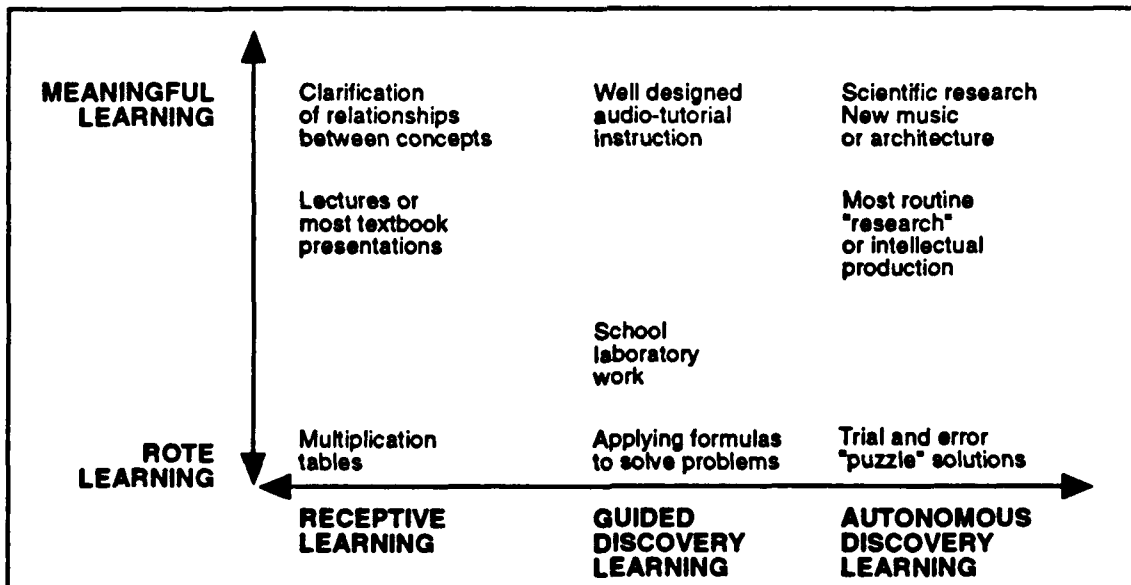 MEANINGFUL
LEARNING
Clarification
of relationships
between concepts
Well designed
audio-tutorial
instruction
Scientific research
New music
or architecture
Lectures or
most textbook
presentations
Most routine
"research"
or intellectual
production
School
laboratory
work
ROTE
LEARNING
Multiplication
tables
Applying formulas
to solve problems
Trial and error
"puzzle" solutions
RECEPTIVE
LEARNING
GUIDED
DISCOVERY
LEARNING
AUTONOMOUS
DISCOVERY
LEARNING